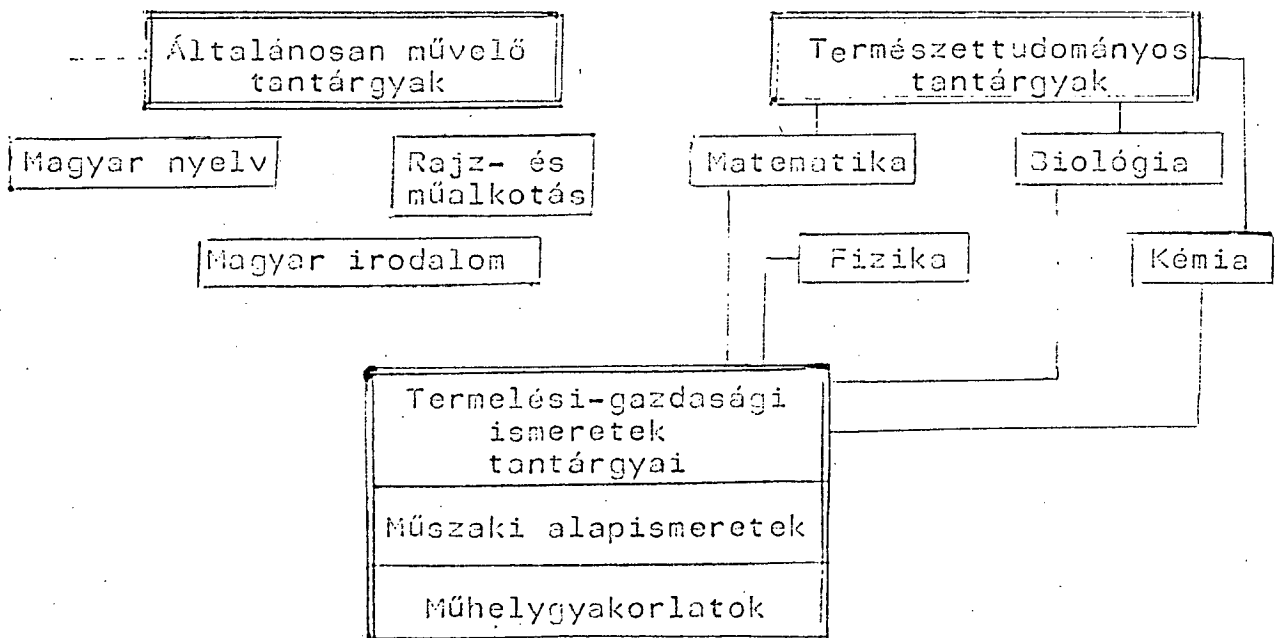 Általánosan művelő
tantárgyak
Természettudományos
tantárgyak
Magyar nyelv
Rajz- és
műalkotás
Matematika
Biológia
Magyar irodalom
Fizika
Kémia
Termelési-gazdasági
ismeretek
tantárgyai
Műszaki alapismeretek
Műhelygyakorlatok